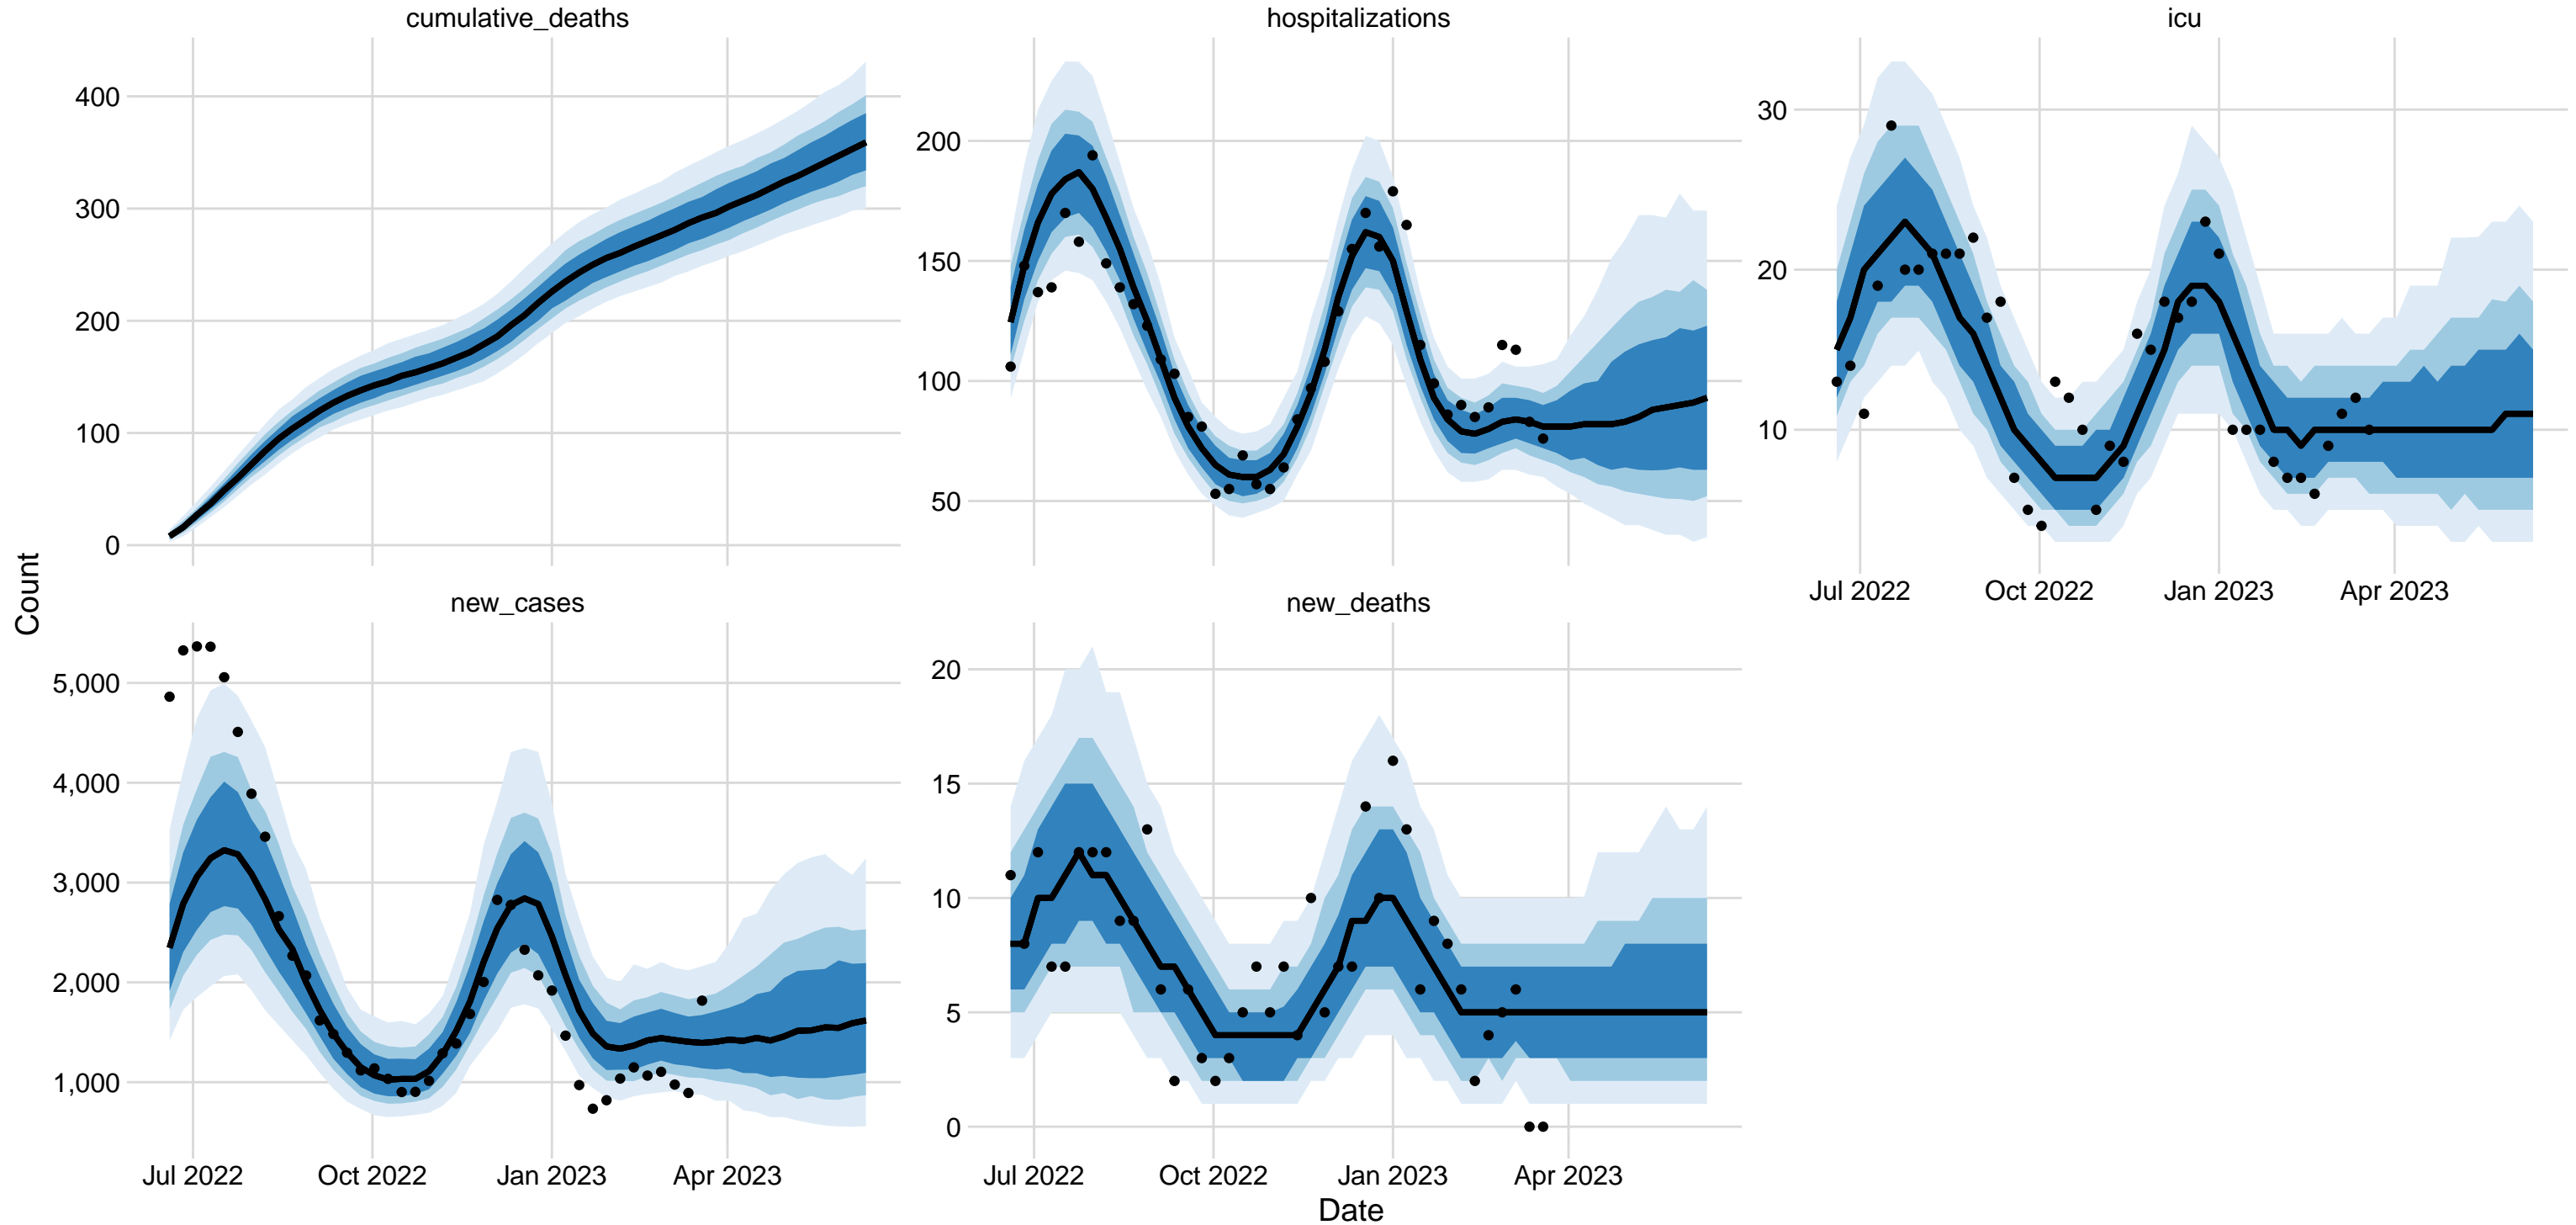 cumulative_deaths
400
300
200
100
0
hospitalizations
200
150
100
50
icu
30
20
10
Jul 2022 Oct 2022 Jan 2023 Apr 2023
Count
new_cases
5,000
4,000
3,000
2,000
1,000
Jul 2022 Oct 2022 Jan 2023 Apr 2023
new_deaths
20
15
10
5
0
Jul 2022 Oct 2022 Jan 2023 Apr 2023
Date